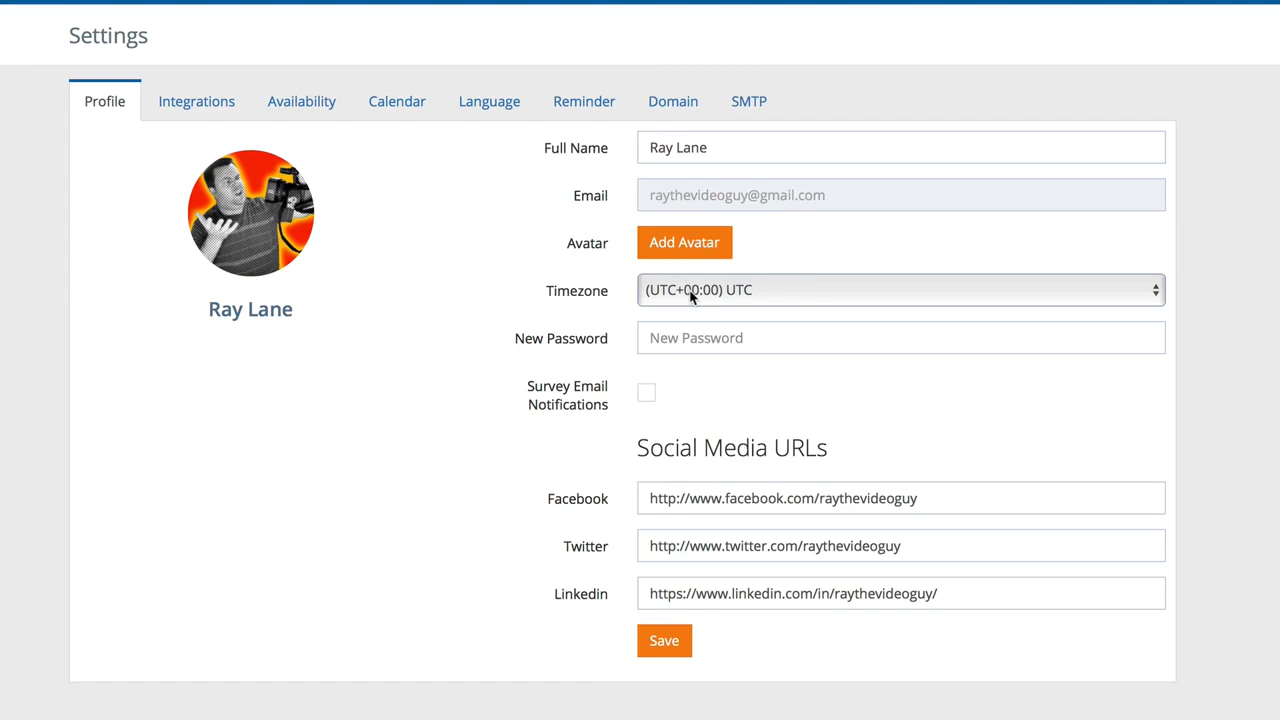 Settings
Profile Integrations Availability Calendar Language Reminder Domain SMTP
Ray Lane
Full Name Ray Lane
Email raythevideoguy@gmail.com
Avatar Add Avatar
Timezone (UTC+00:00) UTC
New Password New Password
Survey Email
Notifications
Social Media URLs
Facebook http://www.facebook.com/raythevideoguy
Twitter http://www.twitter.com/raythevideoguy
Linkedin https://www.linkedin.com/in/raythevideoguy/
Save